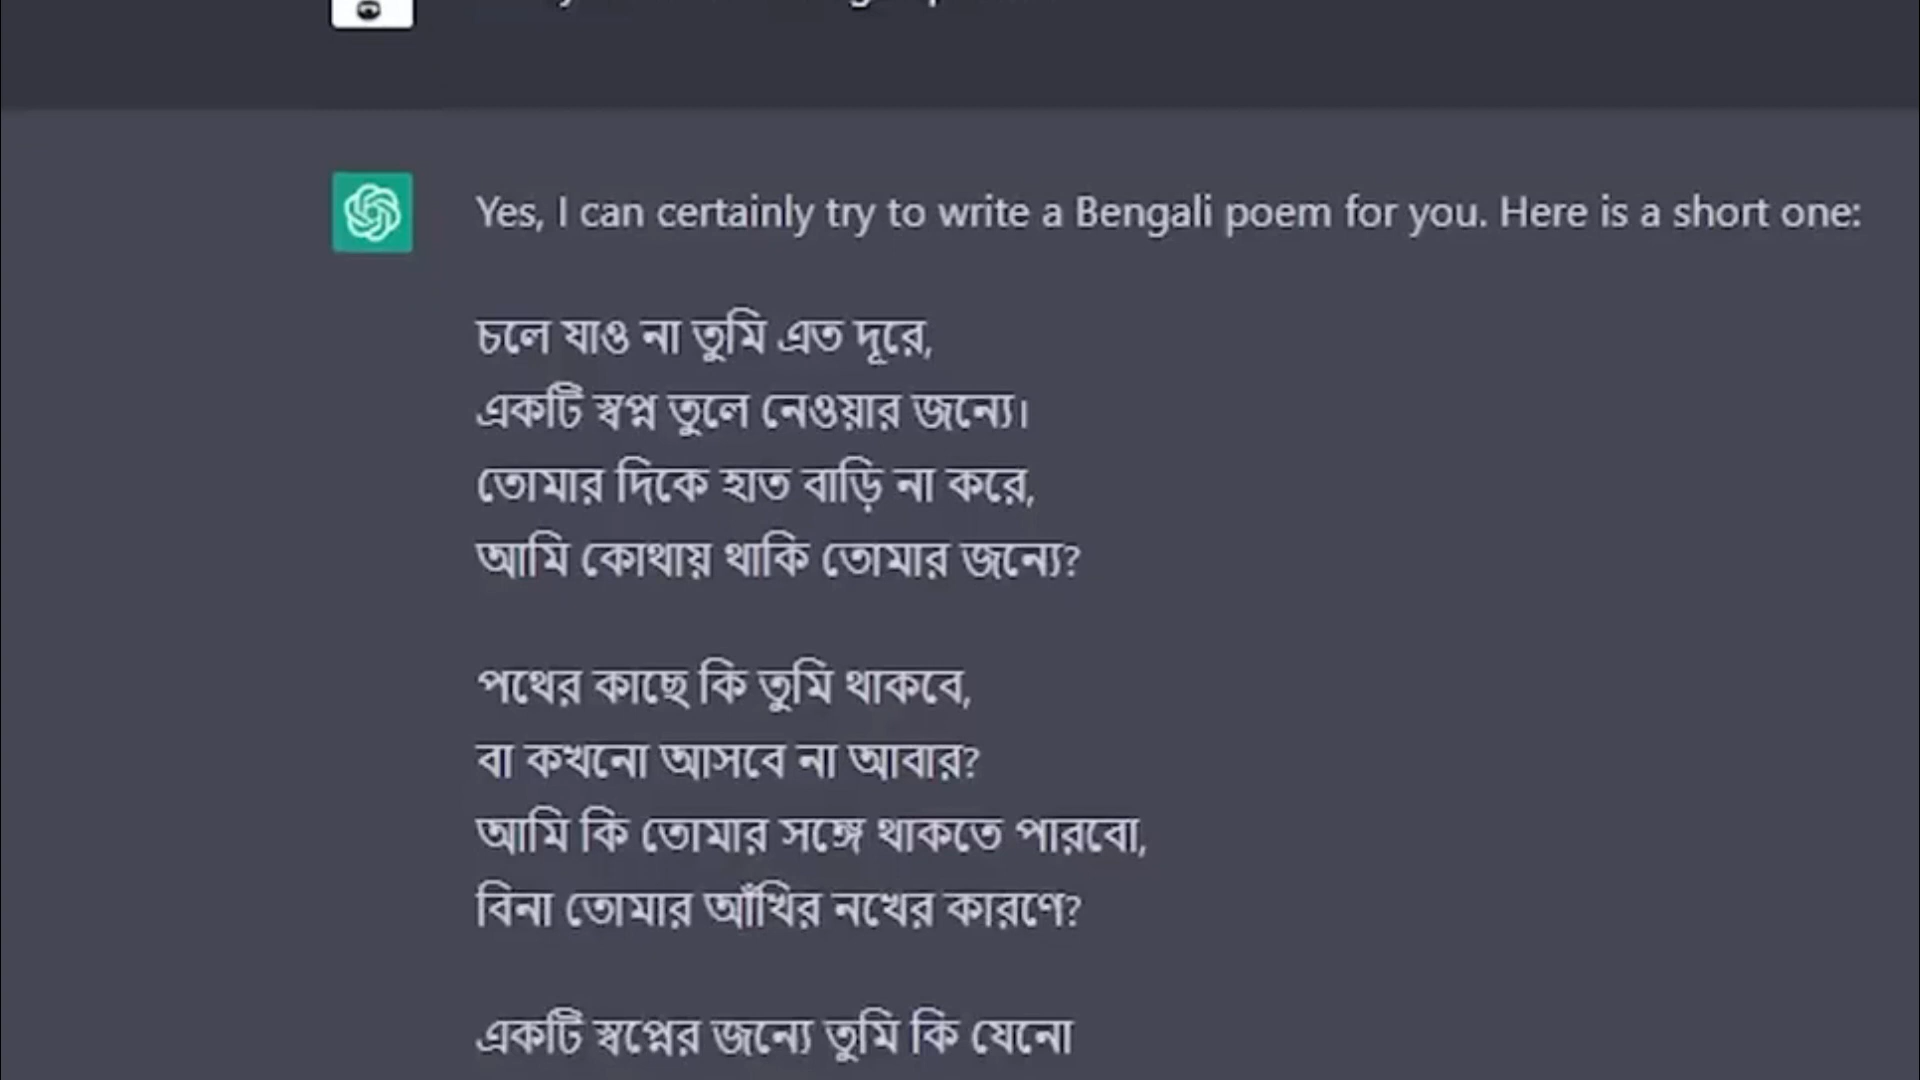 Yes, I can certainly try to write a Bengali poem for you. Here is a short one:
চলে যাও না তুমি এত দূরে,
একটি স্বপ্ন তুলে নেওয়ার জন্যে।
তোমার দিকে হাত বাড়ি না করে,
আমি কোথায় থাকি তোমার জন্যে?
পথের কাছে কি তুমি থাকবে,
বা কখনো আসবে না আবার?
আমি কি তোমার সঙ্গে থাকতে পারবো,
বিনা তোমার আঁখির নখের কারণে?
একটি স্বপ্নের জন্যে তুমি কি যেনো